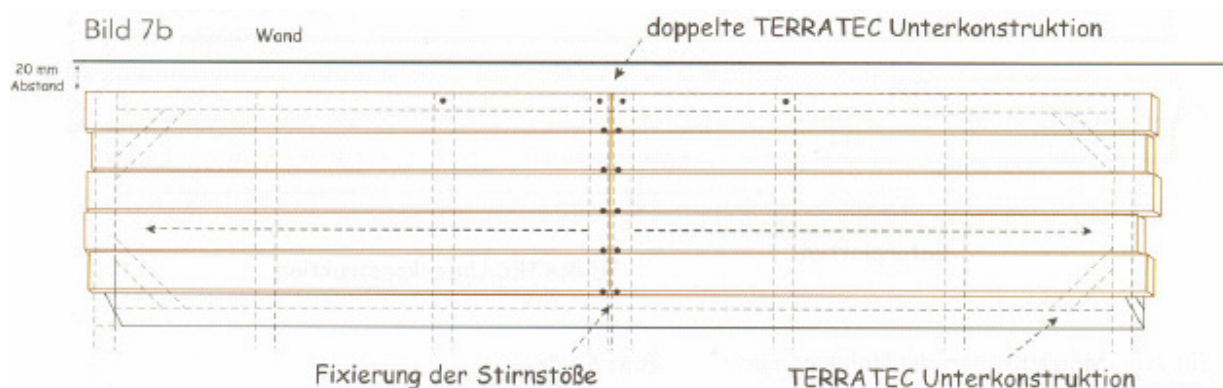 Bild 7b
Wand
doppelte TERRATEC Unterkonstruktion
20 mm
Abstand
Fixierung der Stirnstöße
TERRATEC Unterkonstruktion